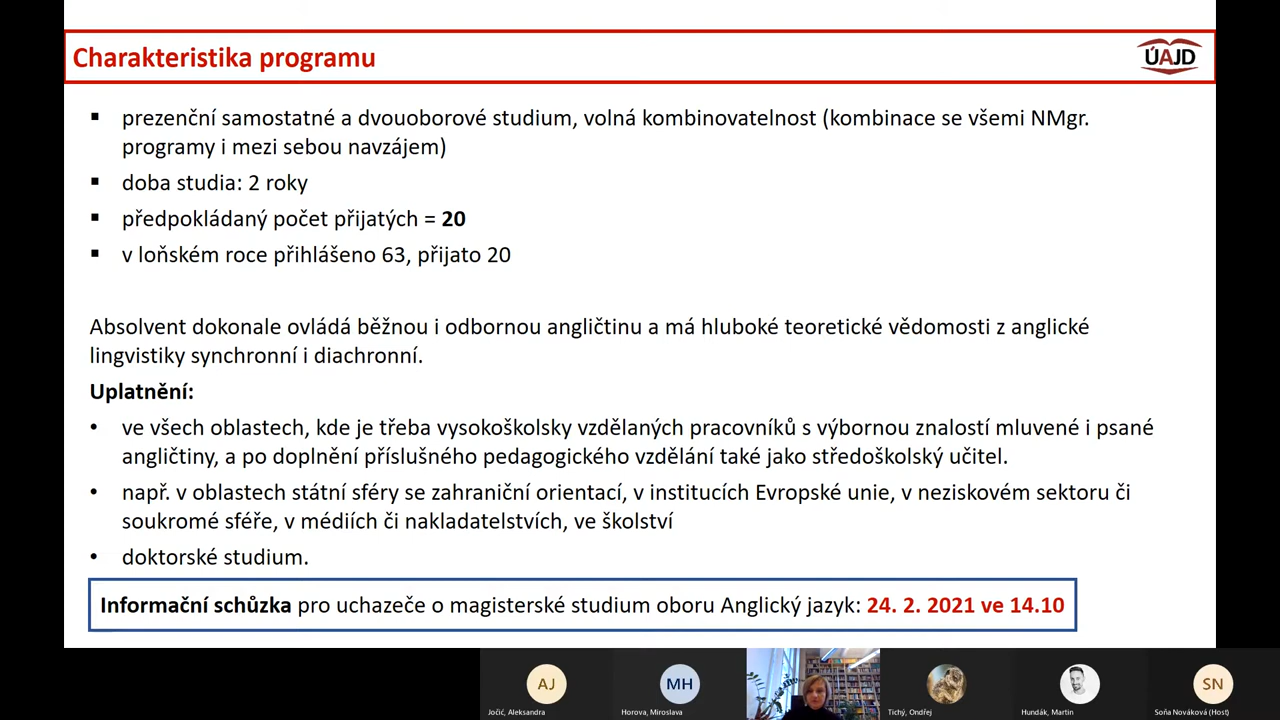 Charakteristika programu
ÚAJD
▪ prezenční samostatné a dvouoborové studium, volná kombinovatelnost (kombinace se všemi NMgr.
programy i mezi sebou navzájem)
▪ doba studia: 2 roky
▪ předpokládaný počet přijatých = 20
▪ v loňském roce přihlášeno 63, přijato 20
Absolvent dokonale ovládá běžnou i odbornou angličtinu a má hluboké teoretické vědomosti z anglické
lingvistiky synchronní i diachronní.
Uplatnění:
• ve všech oblastech, kde je třeba vysokoškolsky vzdělaných pracovníků s výbornou znalostí mluvené i psané
angličtiny, a po doplnění příslušného pedagogického vzdělání také jako středoškolský učitel.
• např. v oblastech státní sféry se zahraniční orientací, v institucích Evropské unie, v neziskovém sektoru či
soukromé sféře, v médiích či nakladatelstvích, ve školství
• doktorské studium.
Informační schůzka pro uchazeče o magisterské studium oboru Anglický jazyk: 24. 2. 2021 ve 14.10
AJ
MH
SN
Jočić, Aleksandra
Horova, Miroslava
Tichý, Ondřej
Hundák, Martin
Soňa Nováková (Host)